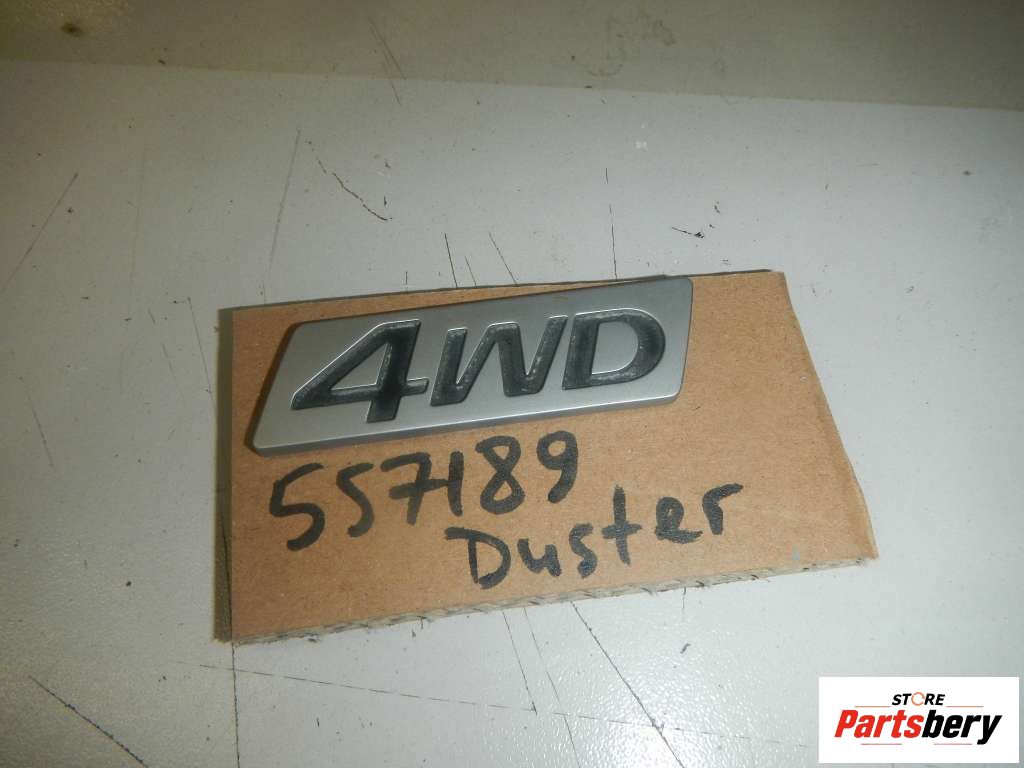 4WD
557189
Duster
STORE
Partsbery